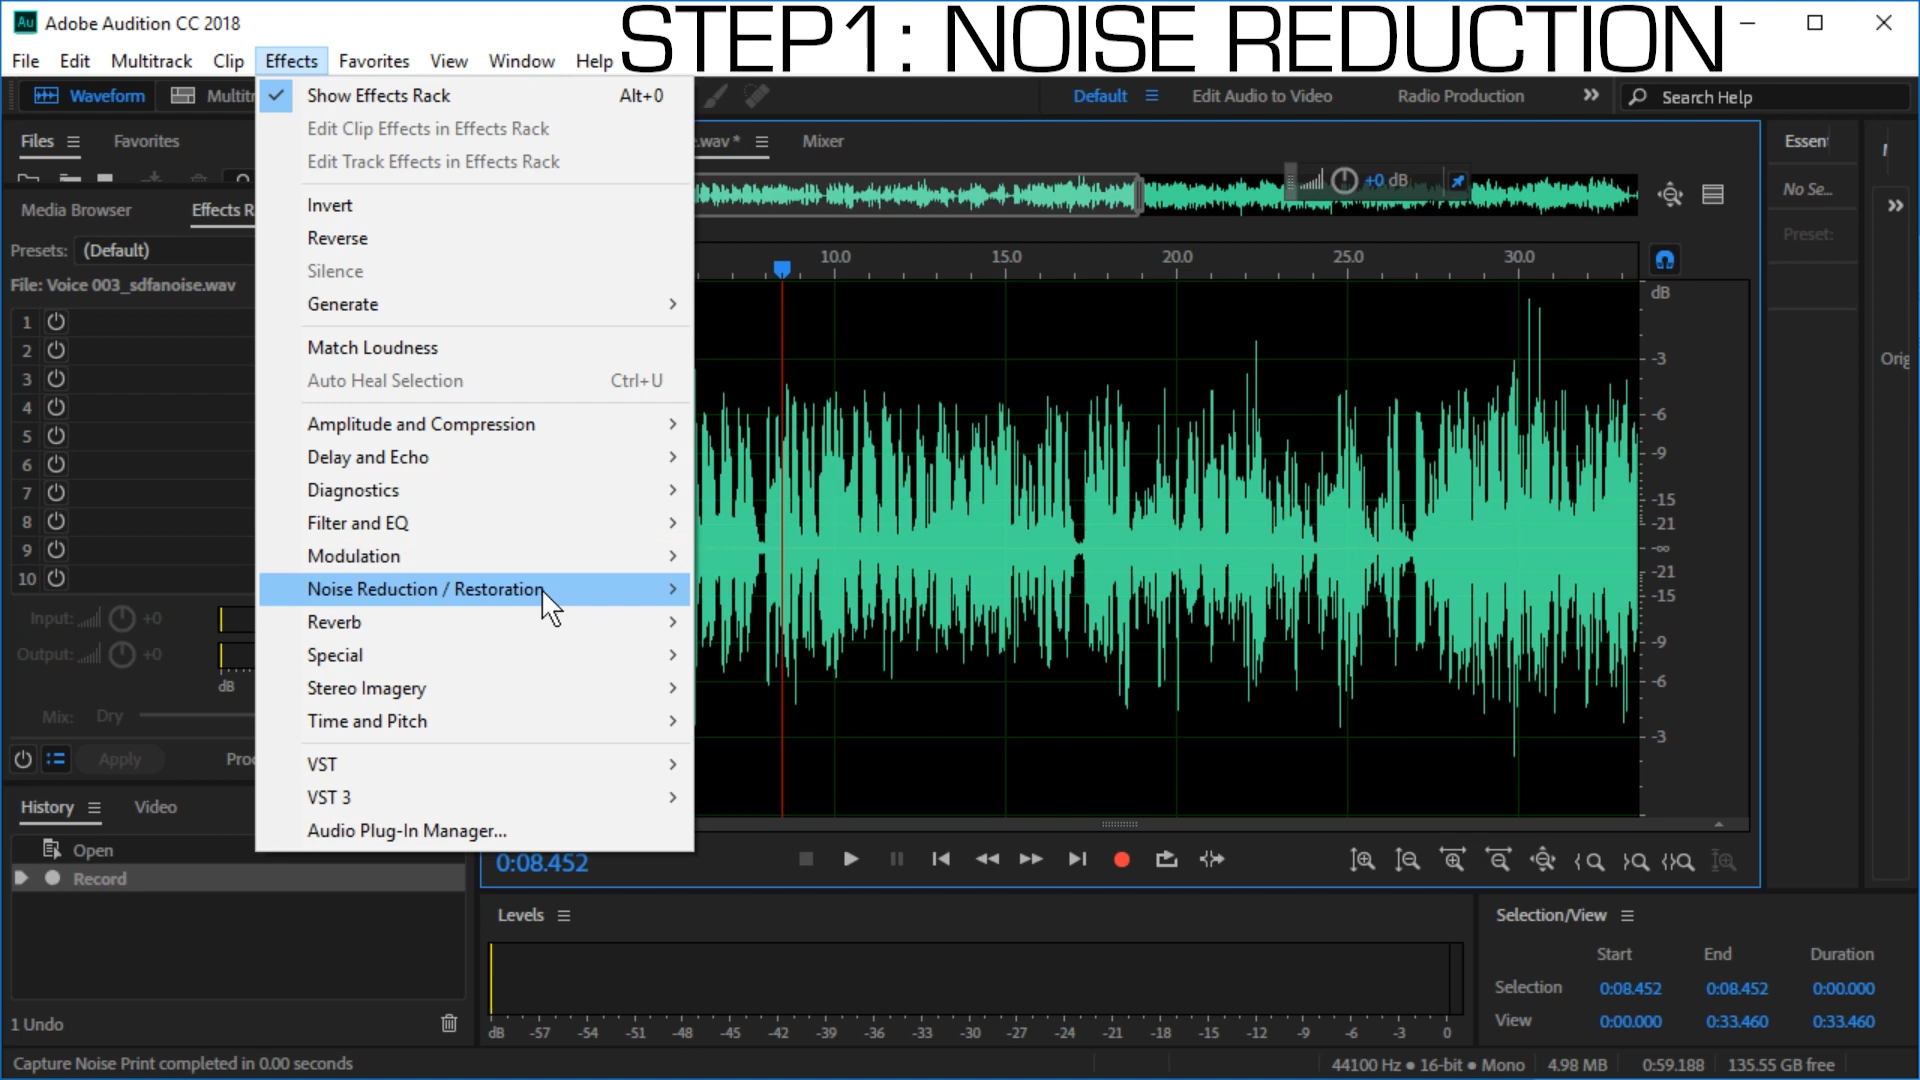 STEP1: NOISE REDUCTION
Au Adobe Audition CC 2018
File Edit Multitrack Clip Effects Favorites View Window Help
Waveform Multitr
Default Edit Audio to Video Radio Production Search Help
Files Favorites
Media Browser Effects R
Presets: (Default)
File: Voice 003_sdfanoise.wav
1
2
3
4
5
6
7
8
9
10
Input: +0
Output: +0
dB
Mix: Dry
Apply Pro
History Video
Open
Record
1 Undo
Capture Noise Print completed in 0.00 seconds
Show Effects Rack Alt+0
Edit Clip Effects in Effects Rack
Edit Track Effects in Effects Rack
Invert
Reverse
Silence
Generate
Match Loudness
Auto Heal Selection Ctrl+U
Amplitude and Compression
Delay and Echo
Diagnostics
Filter and EQ
Modulation
Noise Reduction / Restoration
Reverb
Special
Stereo Imagery
Time and Pitch
VST
VST 3
Audio Plug-In Manager...
.wav * Mixer
+0 dB
10.0 15.0 20.0 25.0 30.0
dB
-3
-6
-9
-15
-21
-∞
-21
-15
-9
-6
-3
0:08.452
Levels
dB -57 -54 -51 -48 -45 -42 -39 -36 -33 -30 -27 -24 -21 -18 -15 -12 -9 -6 -3 0
Essen
No Se...
Preset:
Orig
Selection/View
Start End Duration
Selection 0:08.452 0:08.452 0:00.000
View 0:00.000 0:33.460 0:33.460
44100 Hz ● 16-bit ● Mono 4.98 MB 0:59.188 135.55 GB free